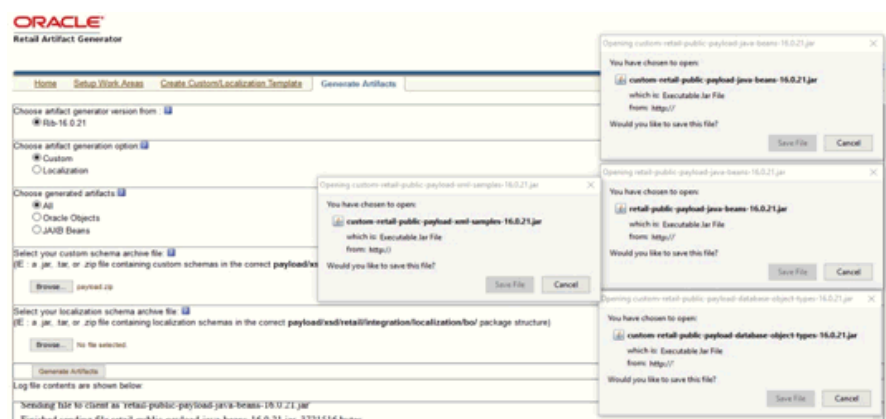 ORACLE
Retail Artifact Generator
Home Setup Work Areas Create Custom/Localization Template Generate Artifacts
Choose artifact generator version from :
Rib-16.0.21
Choose artifact generation option:
Custom
Localization
Choose generated artifacts:
All
Oracle Objects
JAXB Beans
Select your custom schema archive file:
(IE : a .jar, .tar, or .zip file containing custom schemas in the correct payload/xs
Browse... payload.zip
Select your localization schema archive file:
(IE : a .jar, .tar, or .zip file containing localization schemas in the correct payload/xsd/retail/integration/localization/bo/ package structure)
Browse... No file selected.
Generate Artifacts
Log file contents are shown below:
Sending file to client as 'retail-public-payload-java-beans-16.0.21.jar'
Finished sending file retail-public-payload-java-beans-16.0.21.jar
Opening custom-retail-public-payload-xml-samples-16.0.21.jar
You have chosen to open:
custom-retail-public-payload-xml-samples-16.0.21.jar
which is: Executable Jar File
from: http://
Would you like to save this file?
Save File Cancel
Opening custom-retail-public-payload-java-beans-16.0.21.jar
You have chosen to open:
custom-retail-public-payload-java-beans-16.0.21.jar
which is: Executable Jar File
from: http://
Would you like to save this file?
Save File Cancel
Opening retail-public-payload-java-beans-16.0.21.jar
You have chosen to open:
retail-public-payload-java-beans-16.0.21.jar
which is: Executable Jar File
from: http://
Would you like to save this file?
Save File Cancel
Opening custom-retail-public-payload-database-object-types-16.0.21.jar
You have chosen to open:
custom-retail-public-payload-database-object-types-16.0.21.jar
which is: Executable Jar File
from: http://
Would you like to save this file?
Save File Cancel